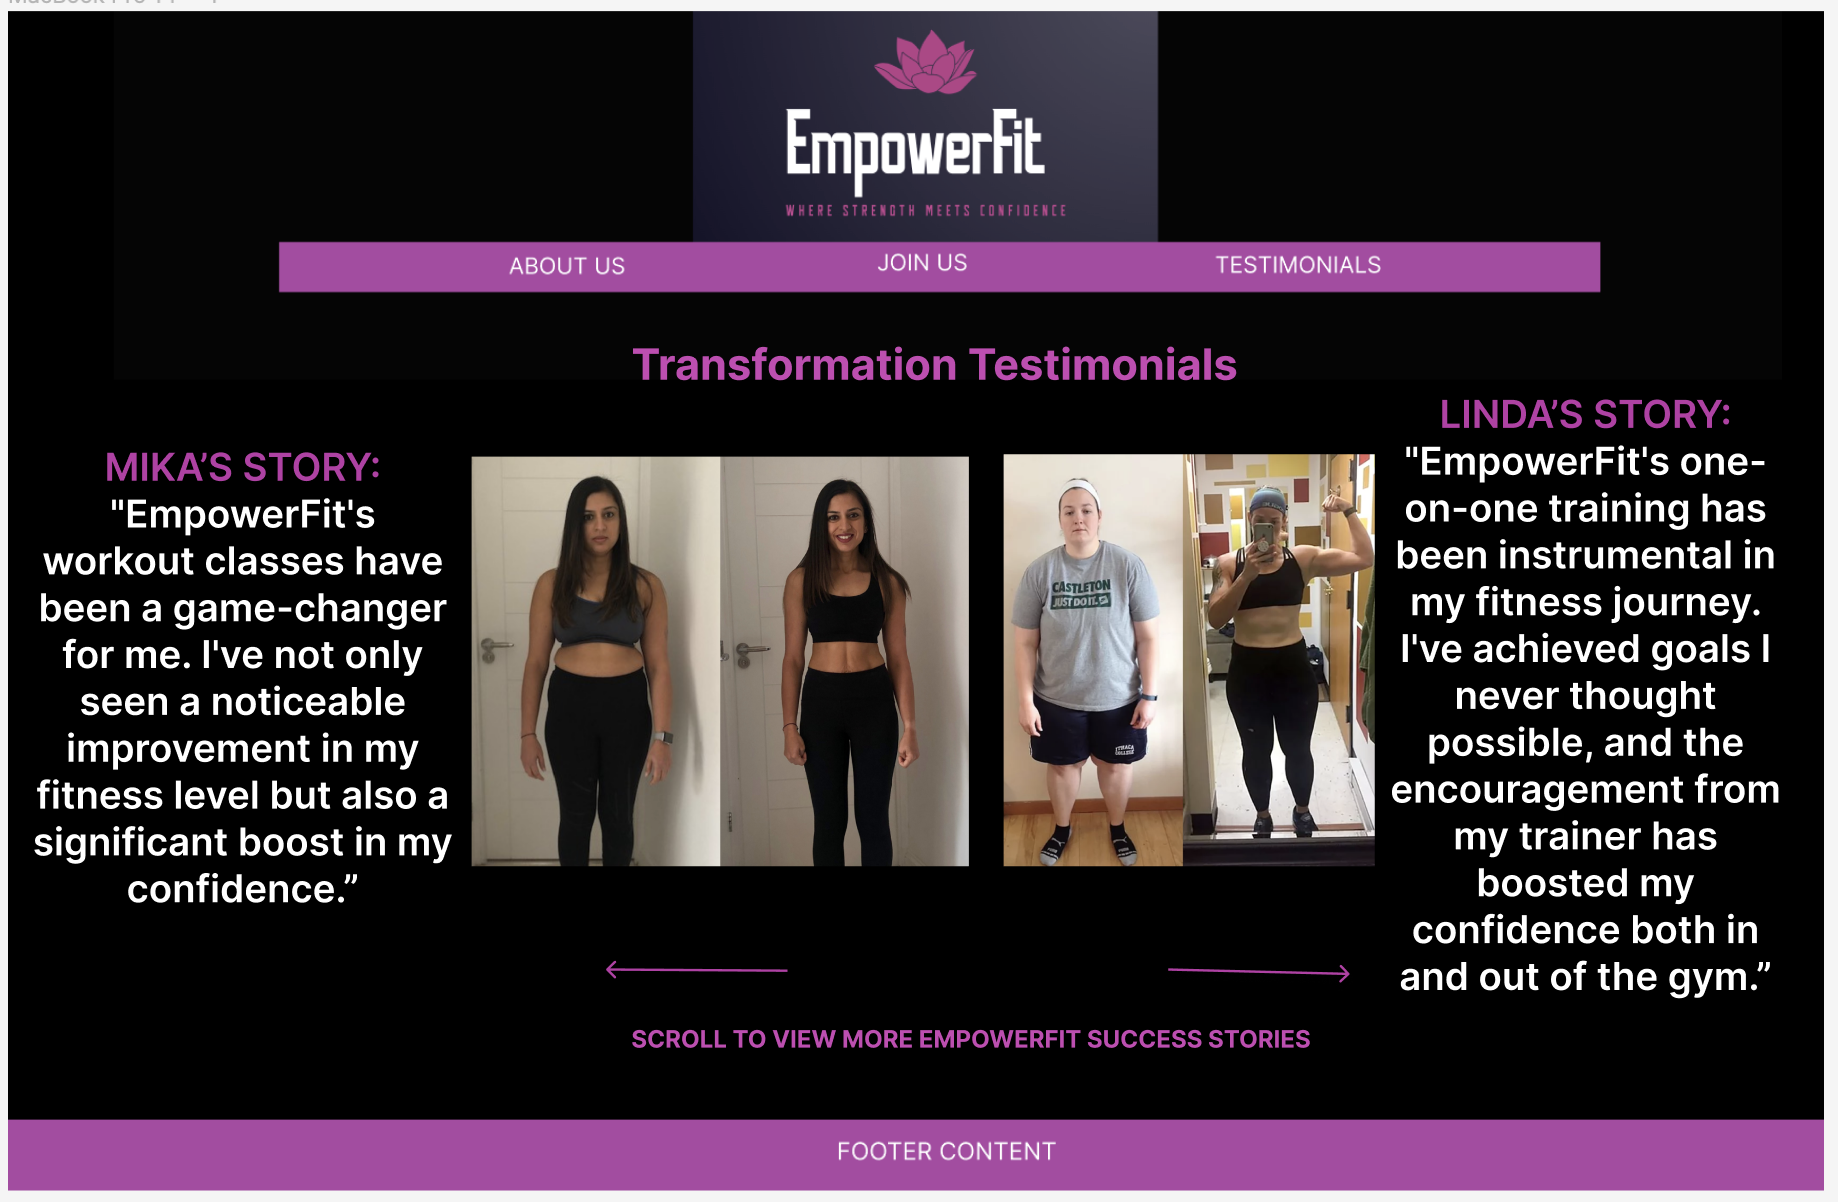 EmpowerFit
WHERE STRENGTH MEETS CONFIDENCE
ABOUT US
JOIN US
TESTIMONIALS
Transformation Testimonials
MIKA’S STORY:
"EmpowerFit's
workout classes have
been a game-changer
for me. I've not only
seen a noticeable
improvement in my
fitness level but also a
significant boost in my
confidence.”
CASTLETON
JUST DO IT.
ITHACA
COLLEGE
LINDA’S STORY:
"EmpowerFit's one-
on-one training has
been instrumental in
my fitness journey.
I've achieved goals I
never thought
possible, and the
encouragement from
my trainer has
boosted my
confidence both in
and out of the gym.”
SCROLL TO VIEW MORE EMPOWERFIT SUCCESS STORIES
FOOTER CONTENT